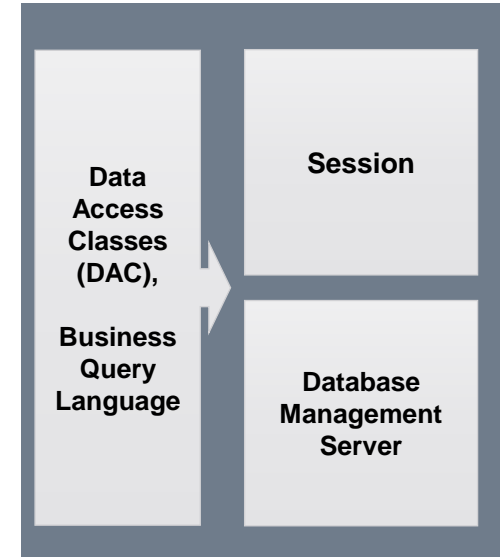 Data
Access
Classes
(DAC),
Business
Query
Language
Session
Database
Management
Server